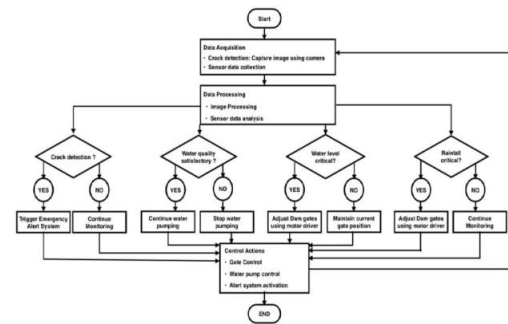 Start
Data Acquisition
• Crack detection: Capture image using camera
• Sensor data collection
Data Processing
• Image Processing
• Sensor data analysis
Crack detection ?
Water quality
satisfactory ?
Water level
critical?
Rainfall
critical?
YES
NO
YES
NO
YES
NO
YES
NO
Trigger Emergency
Alert System
Continue
Monitoring
Continue water
pumping
Stop water
pumping
Adjust Dam gates
using motor driver
Maintain current
gate position
Adjust Dam gates
using motor driver
Continue
Monitoring
Control Actions
• Gate Control
• Water pump control
• Alert system activation
END